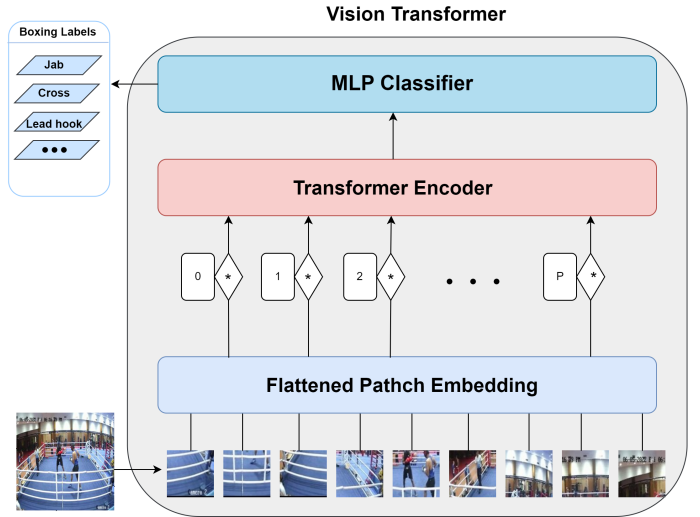 Vision Transformer
Boxing Labels
Jab
Cross
Lead hook
MLP Classifier
Transformer Encoder
0
*
1
*
2
*
P
*
Flattened Pathch Embedding